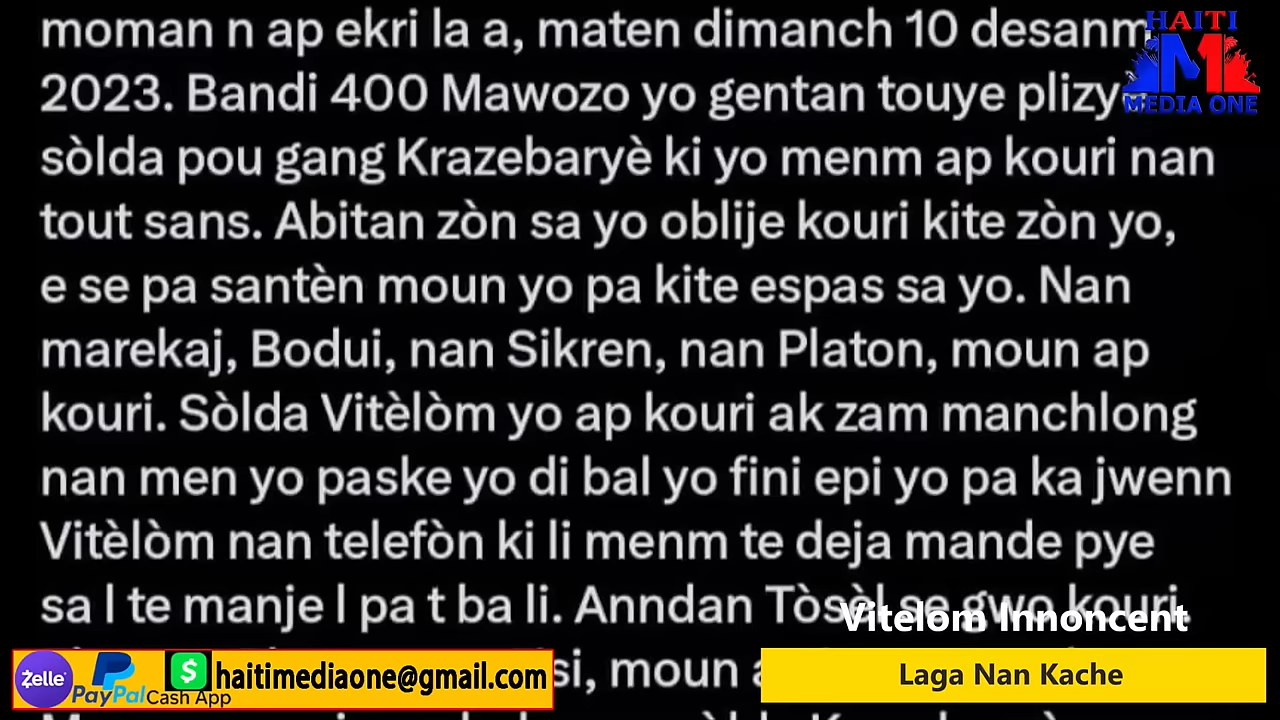 moman n ap ekri la a, maten dimanch 10 desanm
HAITI
MEDIA ONE
2023. Bandi 400 Mawozo yo gentan touye plizyè
sòlda pou gang Krazebaryè ki yo menm ap kouri nan
tout sans. Abitan zòn sa yo oblije kouri kite zòn yo,
e se pa santèn moun yo pa kite espas sa yo. Nan
marekaj, Bodui, nan Sikren, nan Platon, moun ap
kouri. Sòlda Vitèlòm yo ap kouri ak zam manchlong
nan men yo paske yo di bal yo fini epi yo pa ka jwenn
Vitèlòm nan telefòn ki li menm te deja mande pye
sa l te manje l pa t ba li. Anndan Tòsèl se gwo kouri.
Vitelom Innoncent
Zelle PayPal $ Cash App haitimediaone@gmail.com
moun
Laga Nan Kache